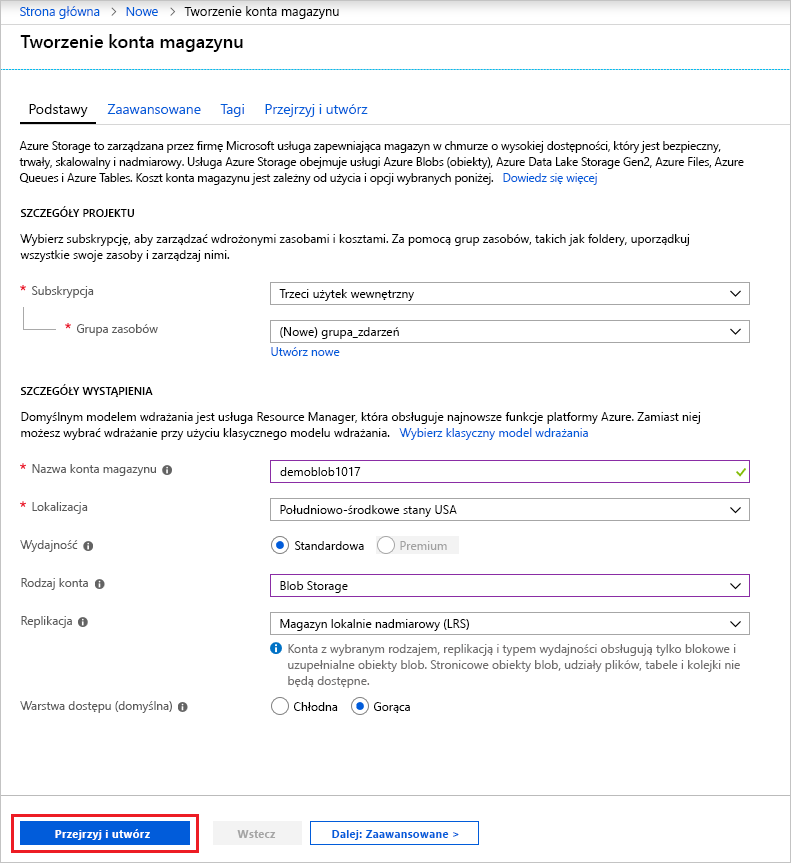 Strona główna > Nowe > Tworzenie konta magazynu
Tworzenie konta magazynu
Podstawy Zaawansowane Tagi Przejrzyj i utwórz
Azure Storage to zarządzana przez firmę Microsoft usługa zapewniająca magazyn w chmurze o wysokiej dostępności, który jest bezpieczny,
trwały, skalowalny i nadmiarowy. Usługa Azure Storage obejmuje usługi Azure Blobs (obiekty), Azure Data Lake Storage Gen2, Azure Files, Azure
Queues i Azure Tables. Koszt konta magazynu jest zależny od użycia i opcji wybranych poniżej. Dowiedz się więcej
SZCZEGÓŁY PROJEKTU
Wybierz subskrypcję, aby zarządzać wdrożonymi zasobami i kosztami. Za pomocą grup zasobów, takich jak foldery, uporządkuj
wszystkie swoje zasoby i zarządzaj nimi.
* Subskrypcja Trzeci użytek wewnętrzny
* Grupa zasobów (Nowe) grupa_zdarzeń
Utwórz nowe
SZCZEGÓŁY WYSTĄPIENIA
Domyślnym modelem wdrażania jest usługa Resource Manager, która obsługuje najnowsze funkcje platformy Azure. Zamiast niej
możesz wybrać wdrażanie przy użyciu klasycznego modelu wdrażania. Wybierz klasyczny model wdrażania
* Nazwa konta magazynu demoblob1017
* Lokalizacja Południowo-środkowe stany USA
Wydajność Standardowa Premium
Rodzaj konta Blob Storage
Replikacja Magazyn lokalnie nadmiarowy (LRS)
Konta z wybranym rodzajem, replikacją i typem wydajności obsługują tylko blokowe i
uzupełnialne obiekty blob. Stronicowe obiekty blob, udziały plików, tabele i kolejki nie
będą dostępne.
Warstwa dostępu (domyślna) Chłodna Gorąca
Przejrzyj i utwórz Wstecz Dalej: Zaawansowane >